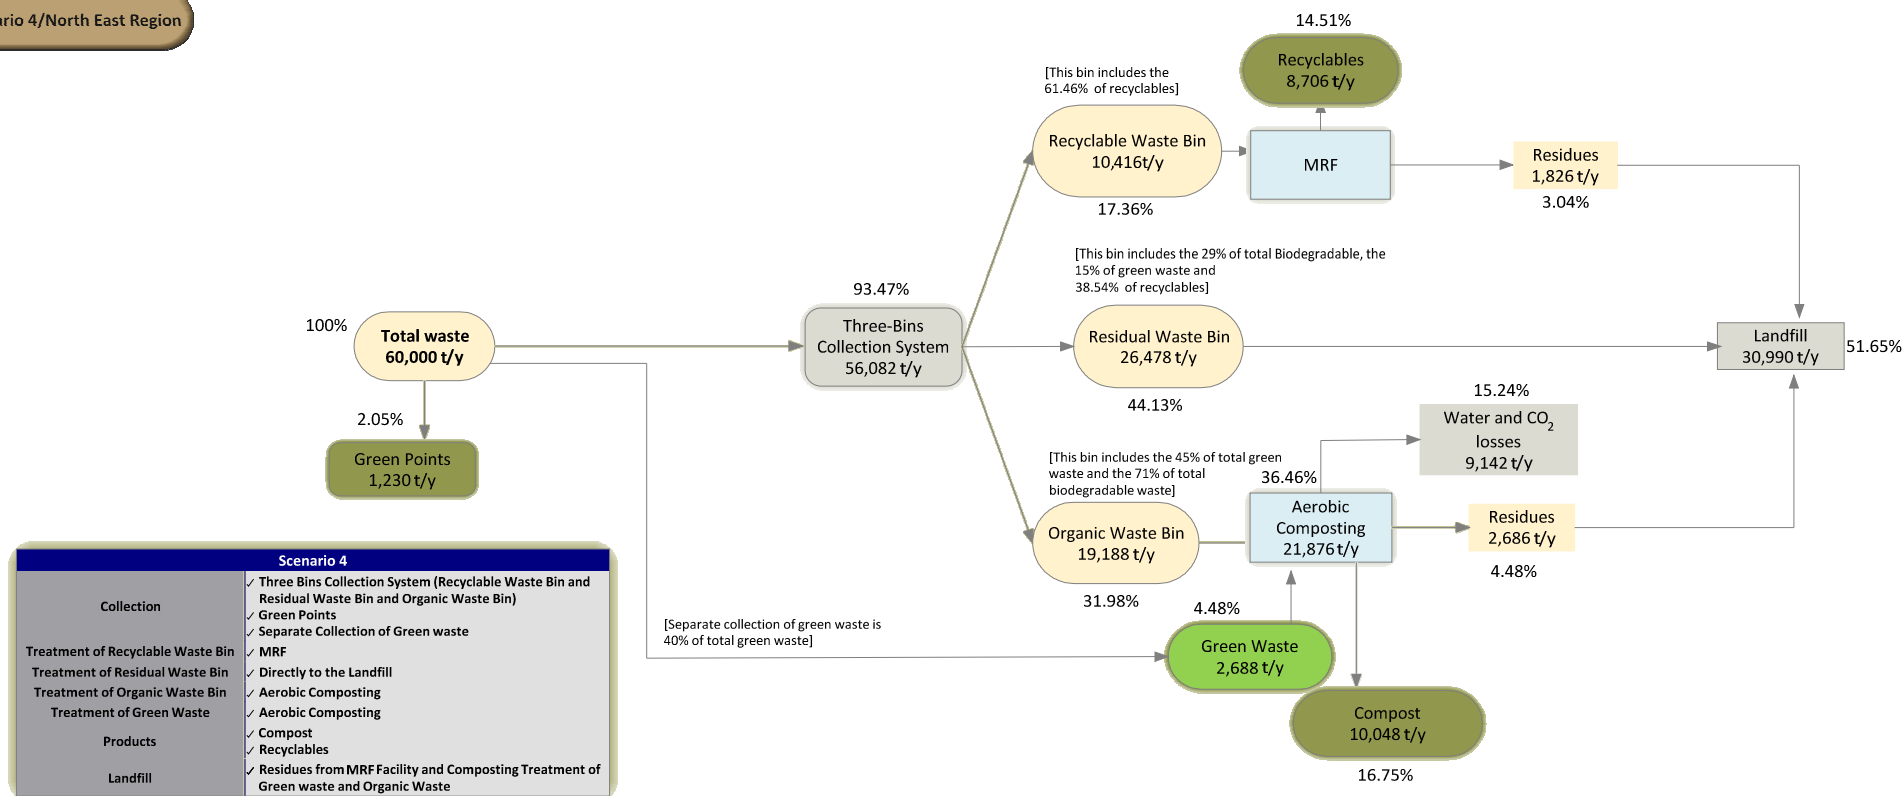 ario 4/North East Region
14.51%
Recyclables
8,706 t/y
[This bin includes the
61.46% of recyclables]
Recyclable Waste Bin
10,416t/y
17.36%
MRF
Residues
1,826 t/y
3.04%
[This bin includes the 29% of total Biodegradable, the
15% of green waste and
38.54% of recyclables]
93.47%
Three-Bins
Collection System
56,082 t/y
100%
Total waste
60,000 t/y
Residual Waste Bin
26,478 t/y
44.13%
Landfill
30,990 t/y
51.65%
2.05%
Green Points
1,230 t/y
15.24%
Water and CO2
losses
9,142 t/y
[This bin includes the 45% of total green
waste and the 71% of total
biodegradable waste]
36.46%
Organic Waste Bin
19,188 t/y
31.98%
Aerobic
Composting
21,876 t/y
Residues
2,686 t/y
4.48%
4.48%
Green Waste
2,688 t/y
[Separate collection of green waste is
40% of total green waste]
Compost
10,048 t/y
16.75%
Scenario 4
Collection
✓ Three Bins Collection System (Recyclable Waste Bin and
Residual Waste Bin and Organic Waste Bin)
✓ Green Points
✓ Separate Collection of Green waste
Treatment of Recyclable Waste Bin ✓ MRF
Treatment of Residual Waste Bin ✓ Directly to the Landfill
Treatment of Organic Waste Bin ✓ Aerobic Composting
Treatment of Green Waste ✓ Aerobic Composting
Products
✓ Compost
✓ Recyclables
Landfill
✓ Residues from MRF Facility and Composting Treatment of
Green waste and Organic Waste